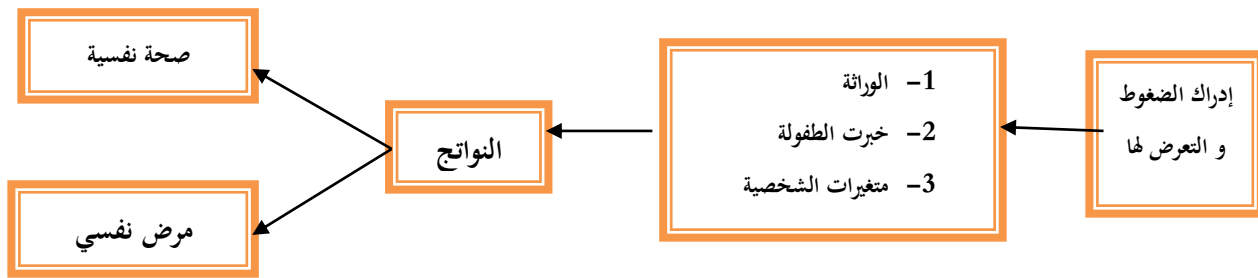 إدراك الضغوط
و التعرض لها
1- الوراثة
2- خبرت الطفولة
3- متغيرات الشخصية
النواتج
صحة نفسية
مرض نفسي